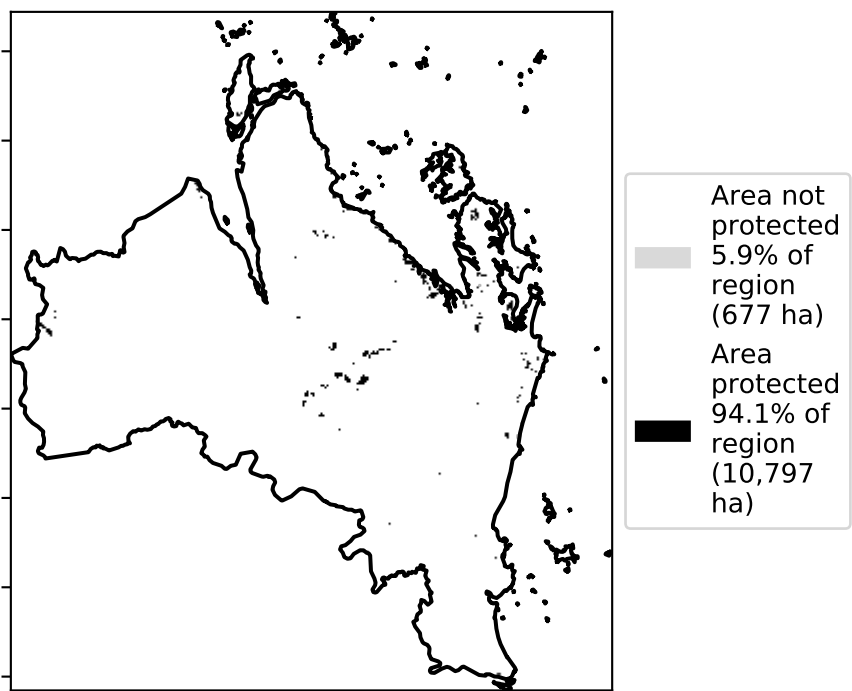 Area not
protected
5.9% of
region
(677 ha)
Area
protected
94.1% of
region
(10,797
ha)